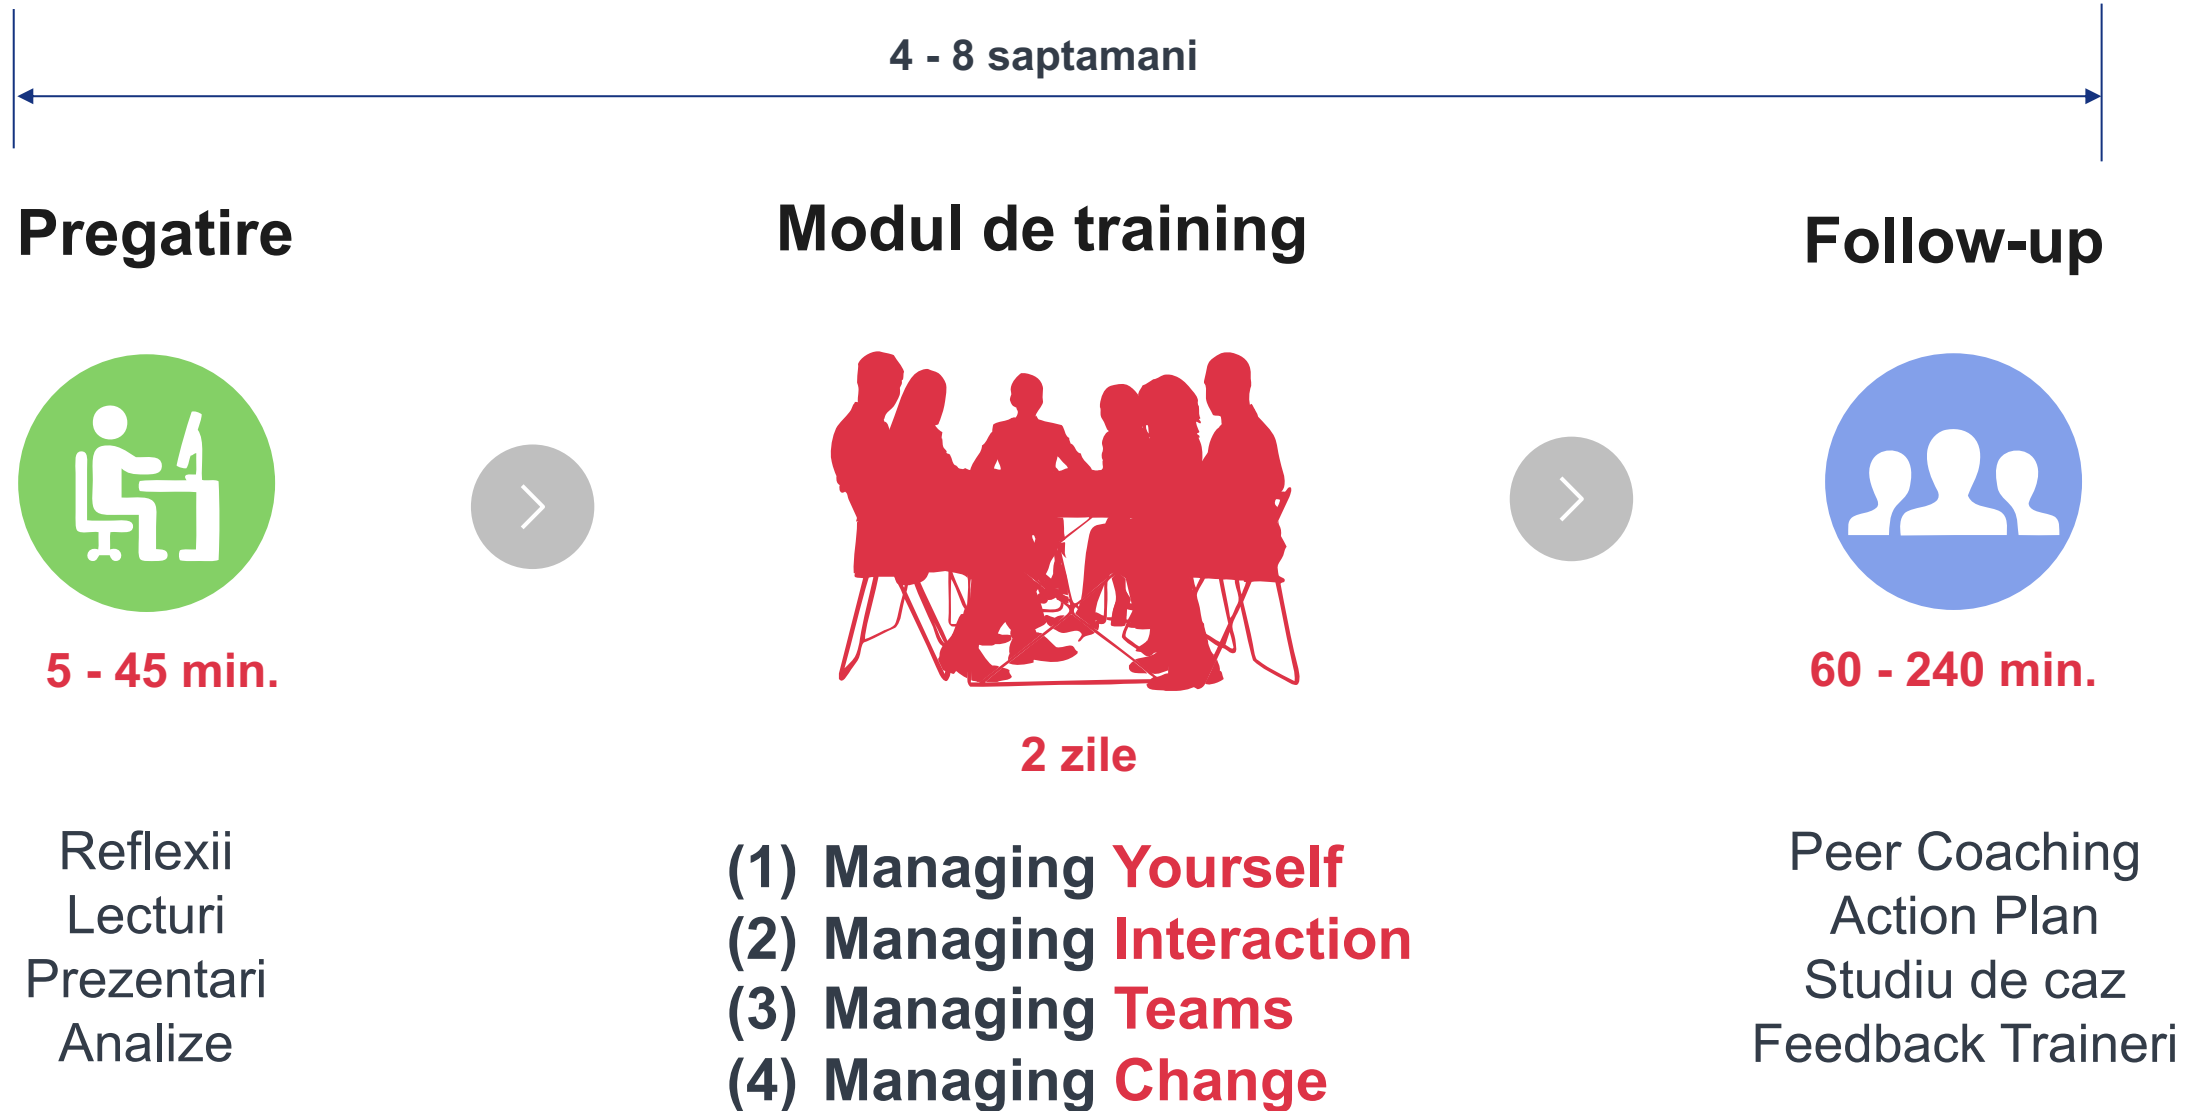 4 - 8 saptamani
Pregatire
Modul de training
Follow-up
5 - 45 min.
2 zile
60 - 240 min.
Reflexii
Lecturi
Prezentari
Analize
(1) Managing Yourself
(2) Managing Interaction
(3) Managing Teams
(4) Managing Change
Peer Coaching
Action Plan
Studiu de caz
Feedback Traineri